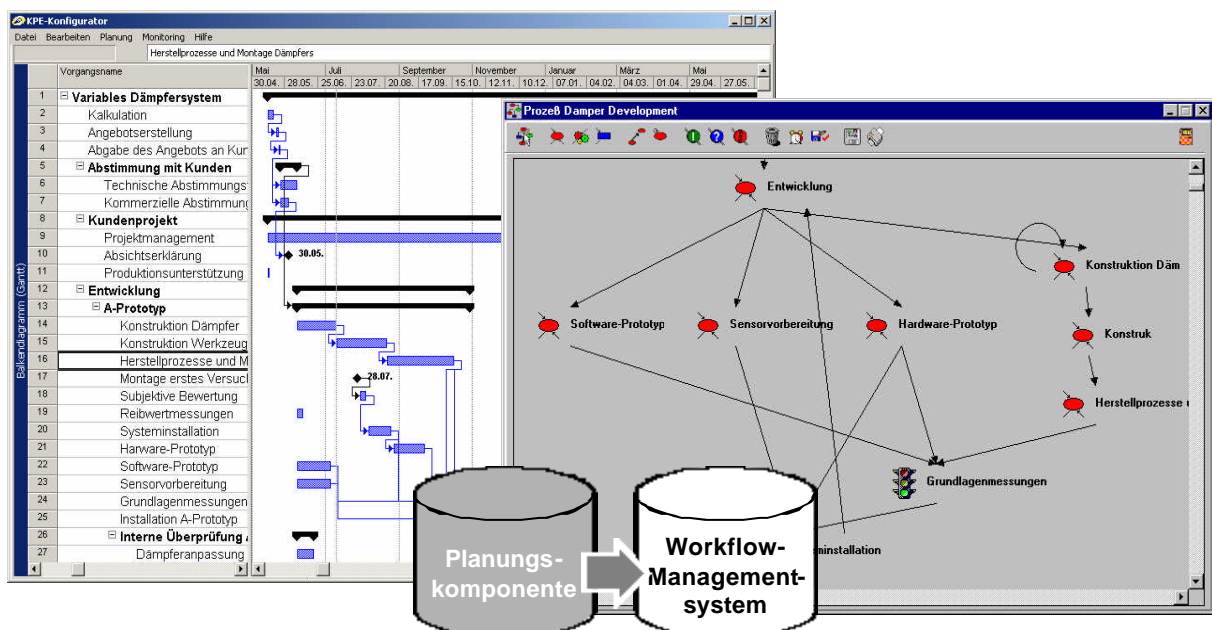 KPE-Konfigurator
Datei Bearbeiten Planung Monitoring Hilfe
Herstellprozesse und Montage Dämpfers
Vorgangsname
Mai Juli September November Januar März Mai
30.04. 28.05. 25.06. 23.07. 20.08. 17.09. 15.10. 12.11. 10.12. 07.01. 04.02. 04.03. 01.04. 29.04. 27.05.
Balkendiagramm (Gantt)
1 Variables Dämpfersystem
2 Kalkulation
3 Angebotserstellung
4 Abgabe des Angebots an Kun
5 Abstimmung mit Kunden
6 Technische Abstimmungs
7 Kommerzielle Abstimmung
8 Kundenprojekt
9 Projektmanagement
10 Absichtserklärung
30.05.
11 Produktionsunterstützung
12 Entwicklung
13 A-Prototyp
14 Konstruktion Dämpfer
15 Konstruktion Werkzeug
16 Herstellprozesse und M
17 Montage erstes Versucl
28.07.
18 Subjektive Bewertung
19 Reibwertmessungen
20 Systeminstallation
21 Harware-Prototyp
22 Software-Prototyp
23 Sensorvorbereitung
24 Grundlagenmessungen
25 Installation A-Prototyp
26 Interne Überprüfung
27 Dämpferanpassung
Prozeß Damper Development
Entwicklung
Konstruktion Däm
Software-Prototyp
Sensorvorbereitung
Hardware-Prototyp
Konstruk
Herstellprozesse u
Grundlagenmessungen
minstallation
Planungs-
komponente
Workflow-
Management-
system